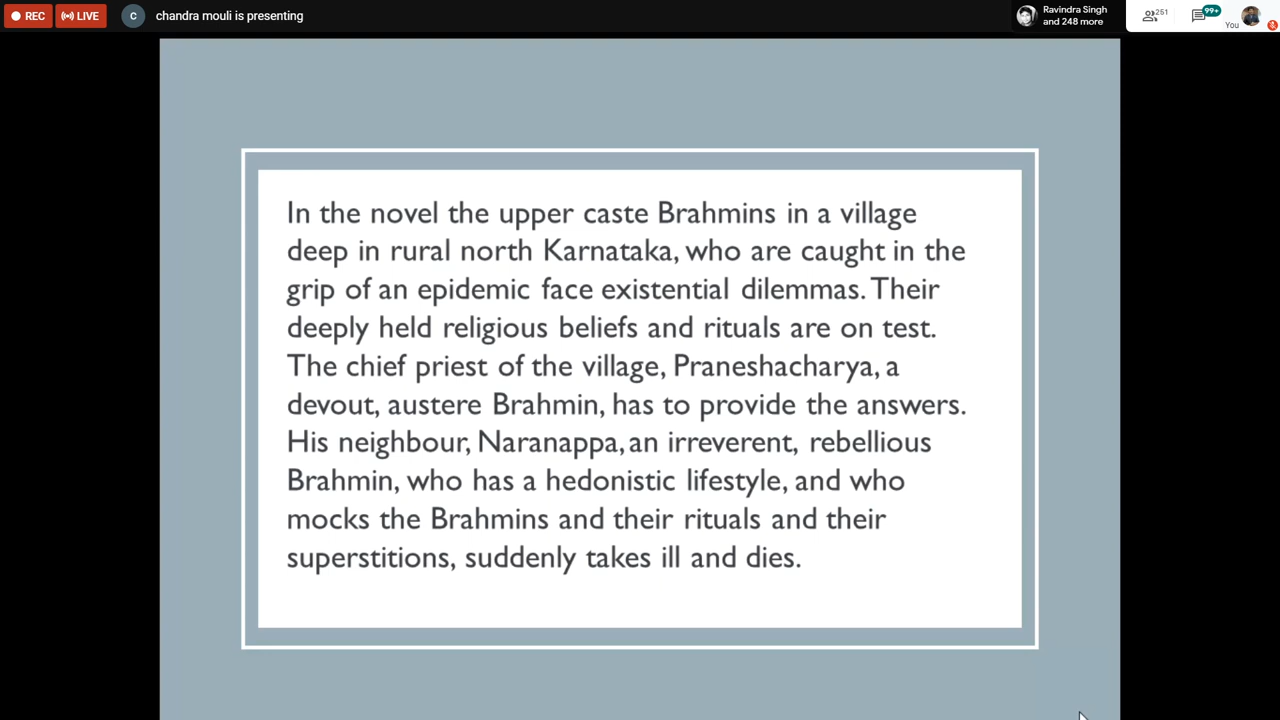 REC
LIVE
C
chandra mouli is presenting
Ravindra Singh
and 248 more
251
99+
You
In the novel the upper caste Brahmins in a village
deep in rural north Karnataka, who are caught in the
grip of an epidemic face existential dilemmas. Their
deeply held religious beliefs and rituals are on test.
The chief priest of the village, Praneshacharya, a
devout, austere Brahmin, has to provide the answers.
His neighbour, Naranappa, an irreverent, rebellious
Brahmin, who has a hedonistic lifestyle, and who
mocks the Brahmins and their rituals and their
superstitions, suddenly takes ill and dies.